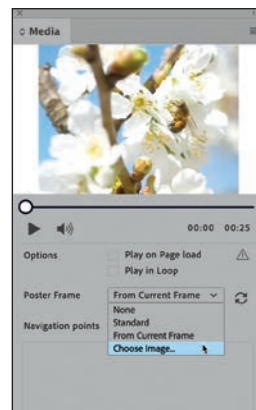 Media
00:00 00:25
Options
Play on Page load
Play in Loop
Poster Frame
From Current Frame
None
Standard
From Current Frame
Choose Image...
Navigation points